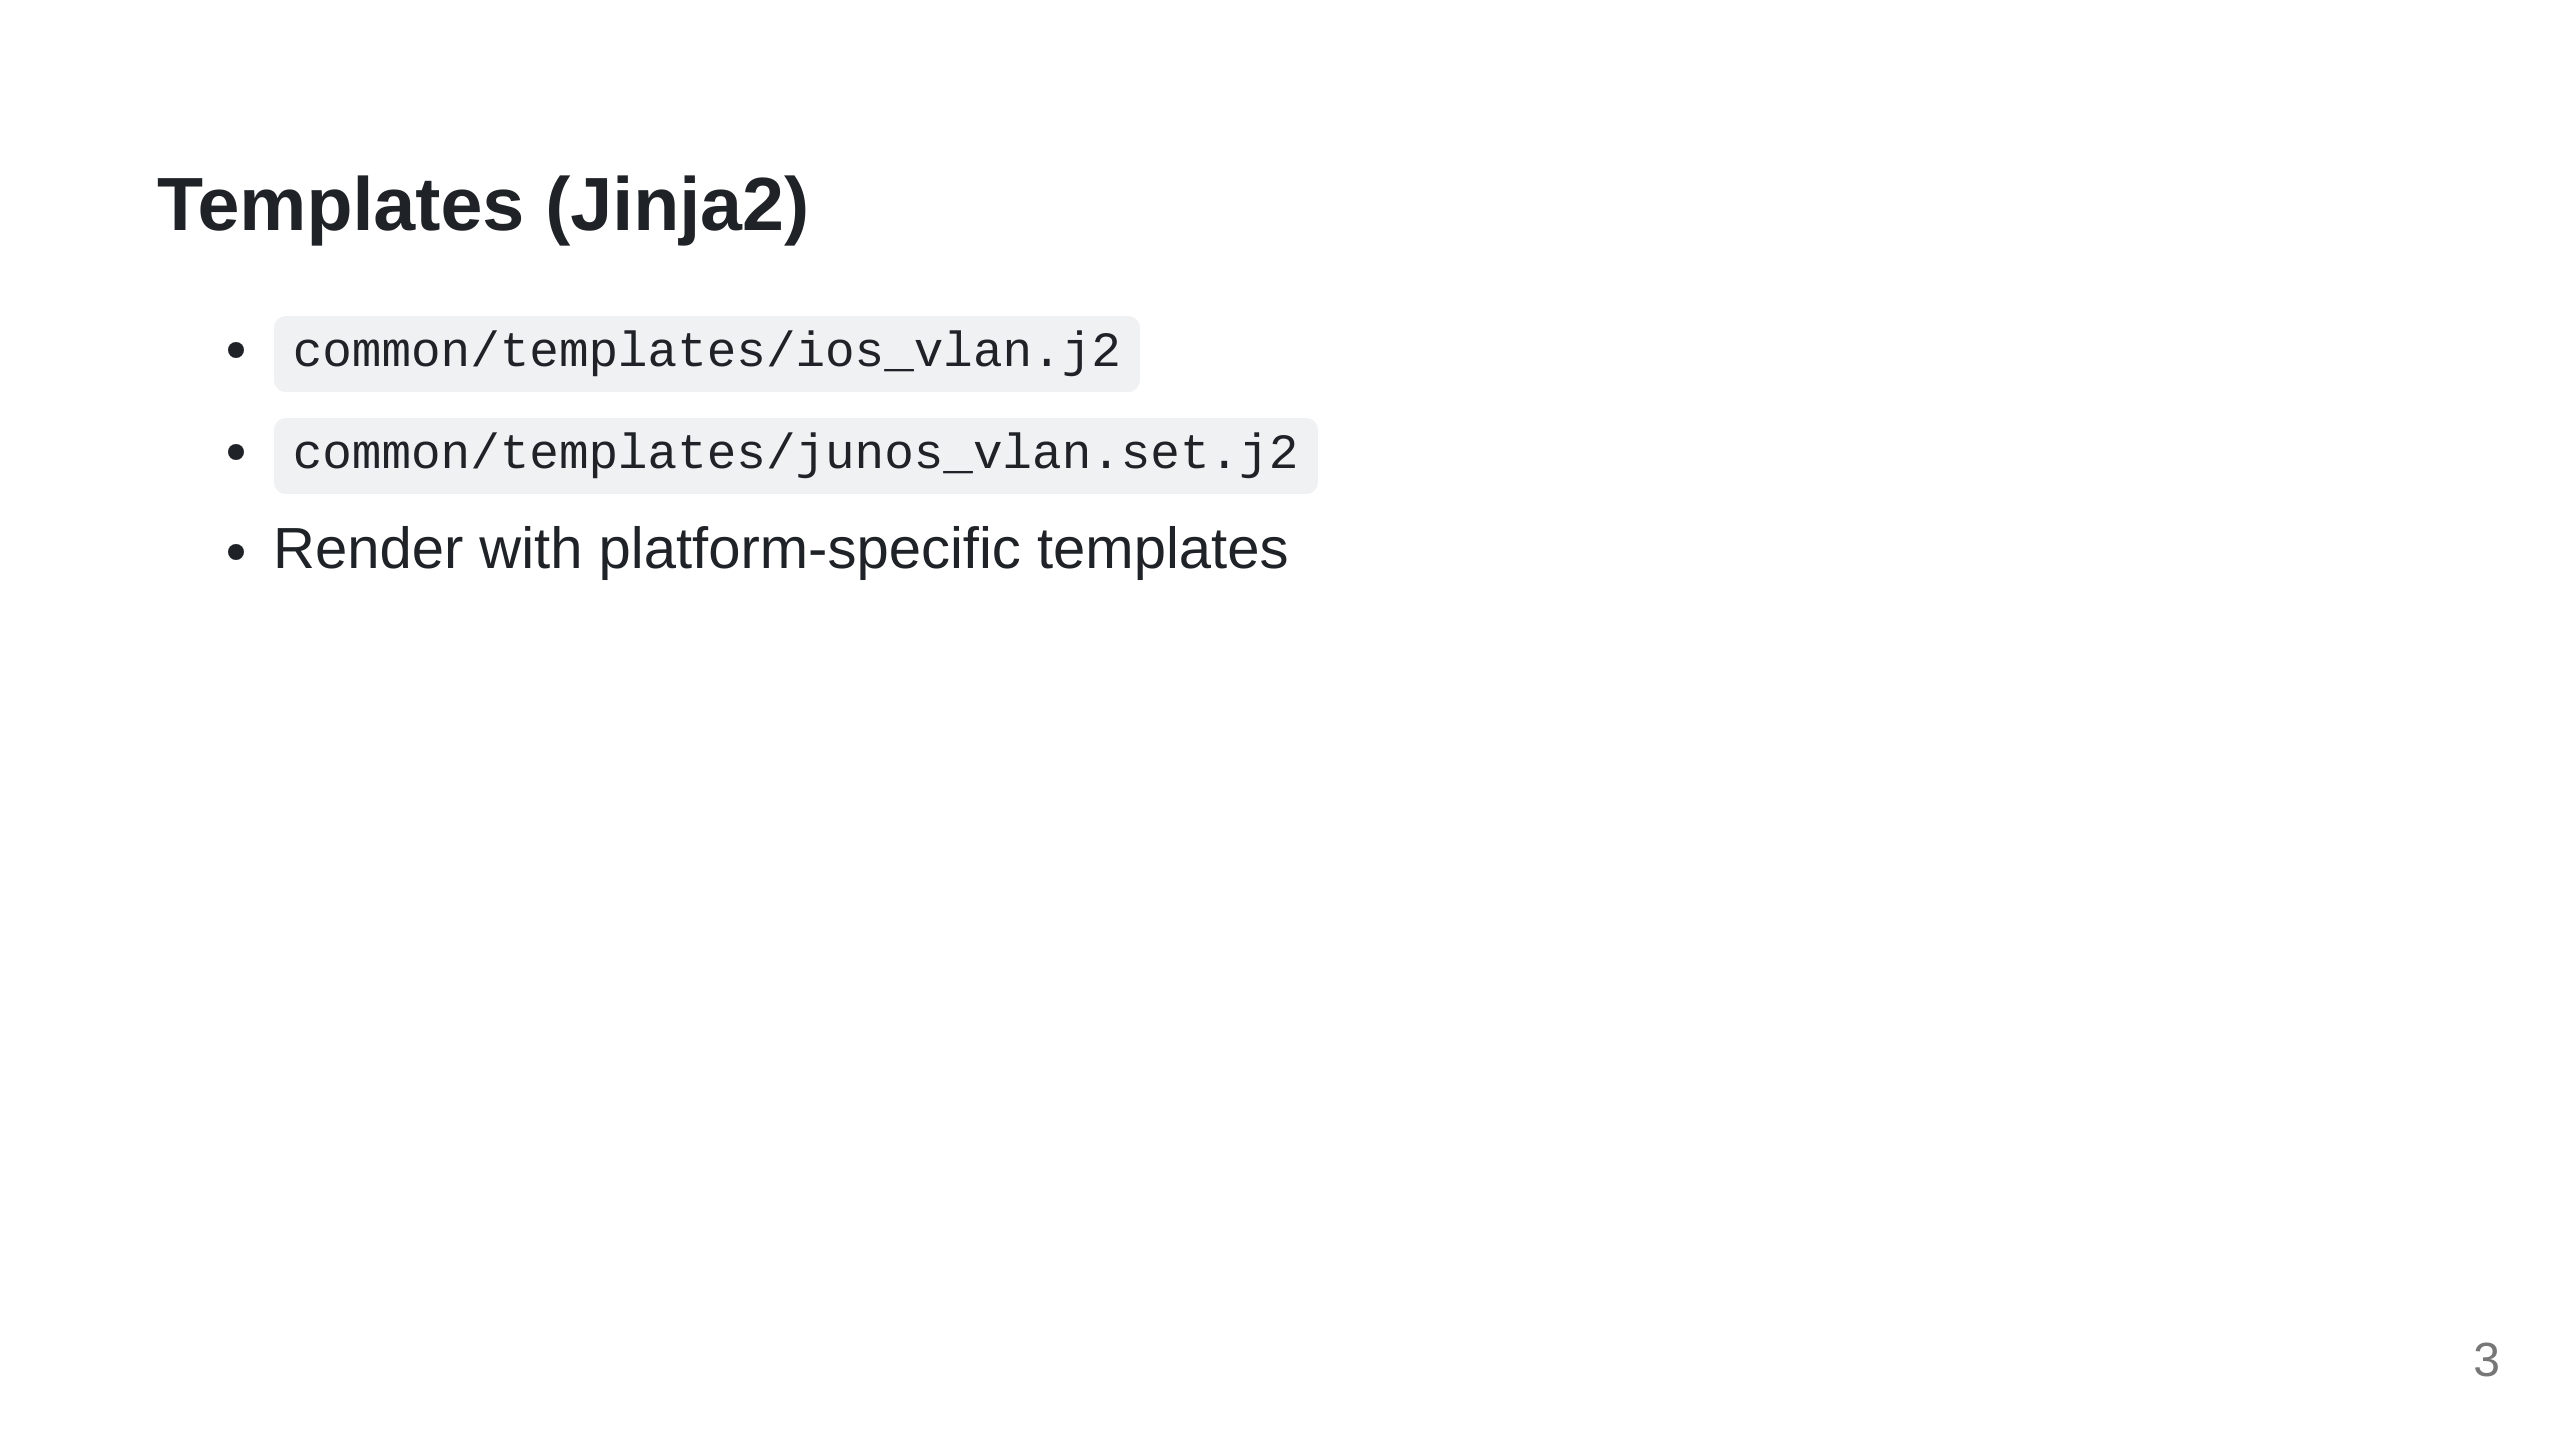 Templates (Jinja2)
common/templates/ios_vlan.j2
common/templates/junos_vlan.set.j2
Render with platform-specific templates
3